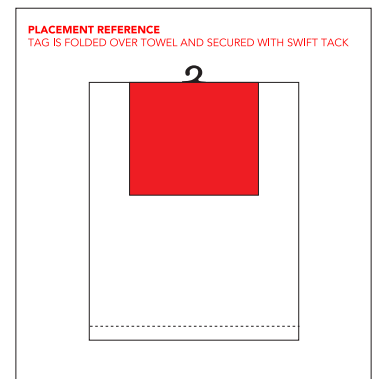 PLACEMENT REFERENCE
TAG IS FOLDED OVER TOWEL AND SECURED WITH SWIFT TACK